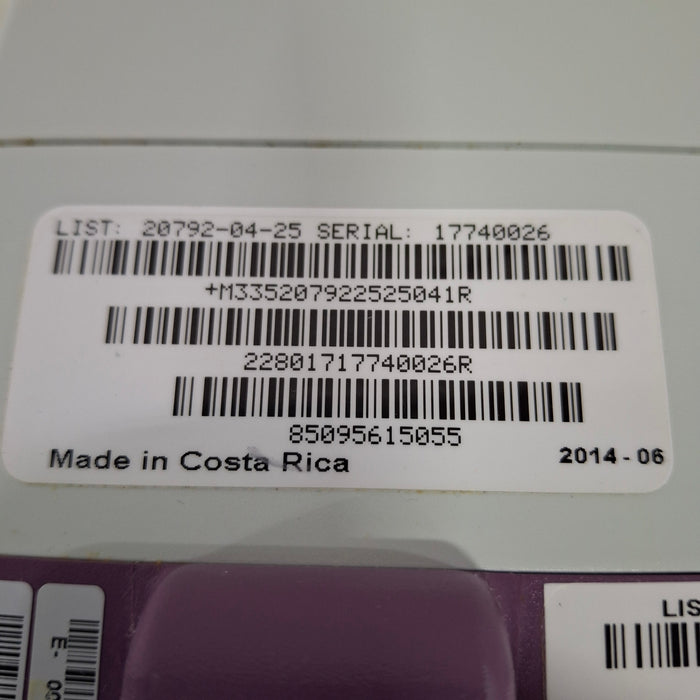 LIST: 20792-04-25 SERIAL: 17740026
+M335207922525041R
22801717740026R
85095615055
Made in Costa Rica
2014-06
LIS
E-